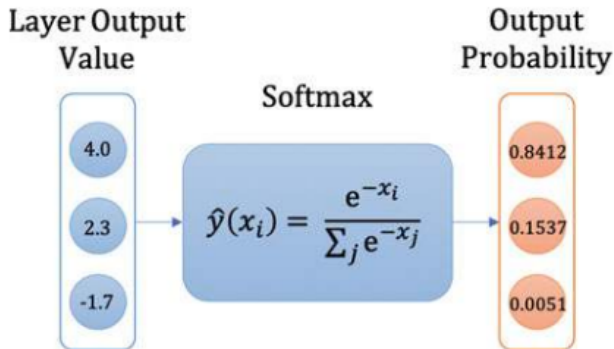 Layer Output
Value
4.0
2.3
-1.7
Softmax
ŷ(xᵢ) = e^{-xᵢ} / ∑ⱼ e^{-xⱼ}
Output
Probability
0.8412
0.1537
0.0051